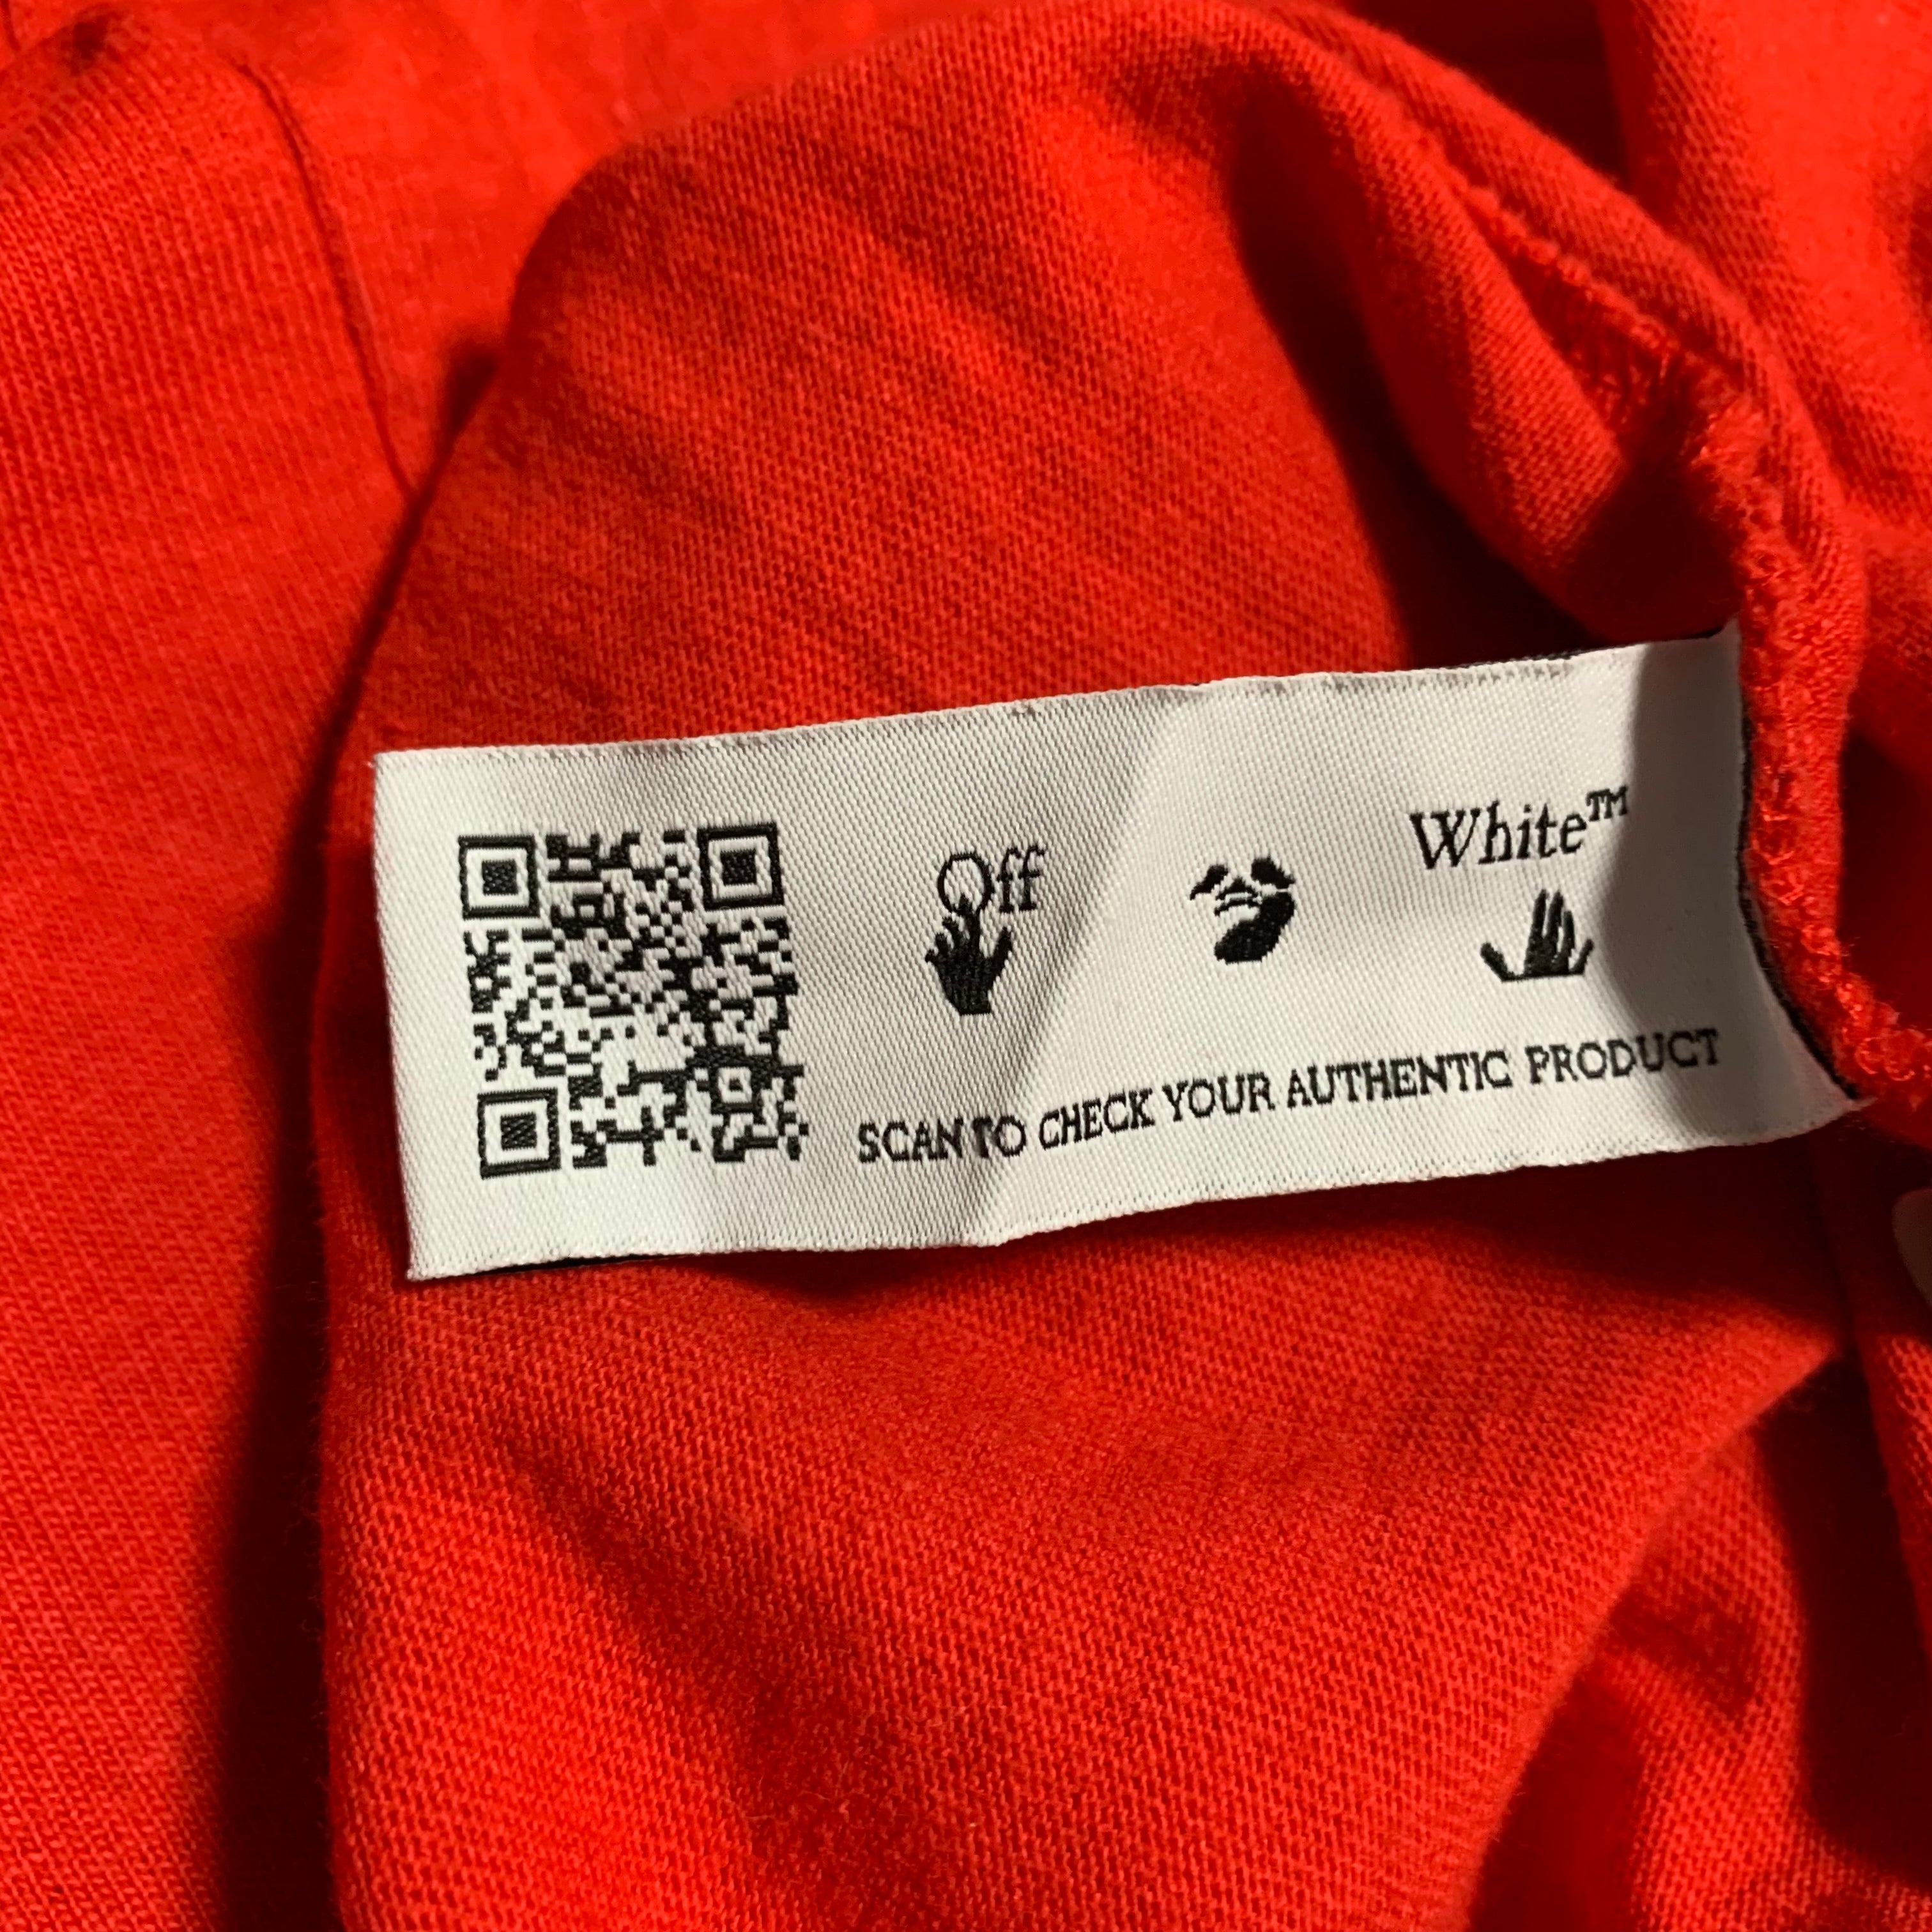 Off White™
SCAN TO CHECK YOUR AUTHENTIC PRODUCT